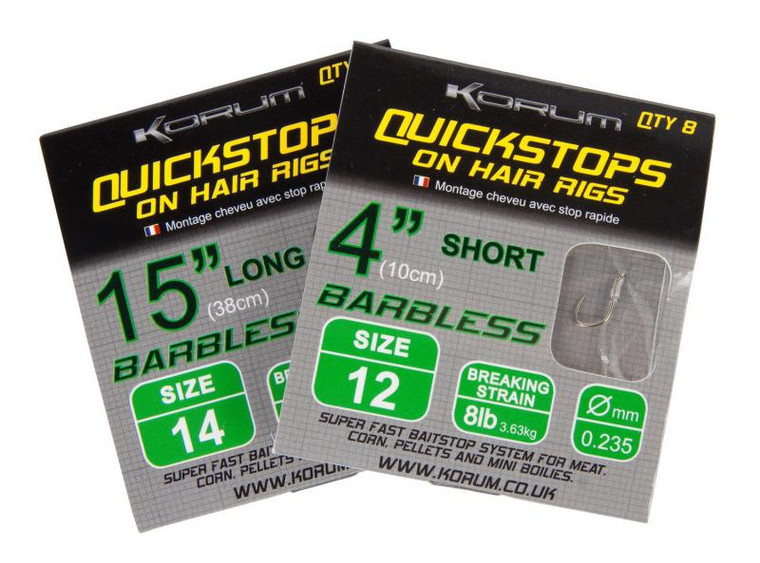 KORUM
QTY
QUICKSTOPS
ON HAIR RIGS
Montage cheveu avec stop rapide
15” LONG
(38cm)
BARBLESS
SIZE
14
SUPER FAST BAITSTOP
CORN, PELLETS
WWW.KORUM.
KORUM
QTY 8
QUICKSTOPS
ON HAIR RIGS
Montage cheveu avec stop rapide
4” SHORT
(10cm)
BARBLESS
SIZE
12
BREAKING
STRAIN
8lb 3.63kg
Ømm
0.235
SUPER FAST BAITSTOP SYSTEM FOR MEAT,
CORN, PELLETS AND MINI BOILIES.
WWW.KORUM.CO.UK